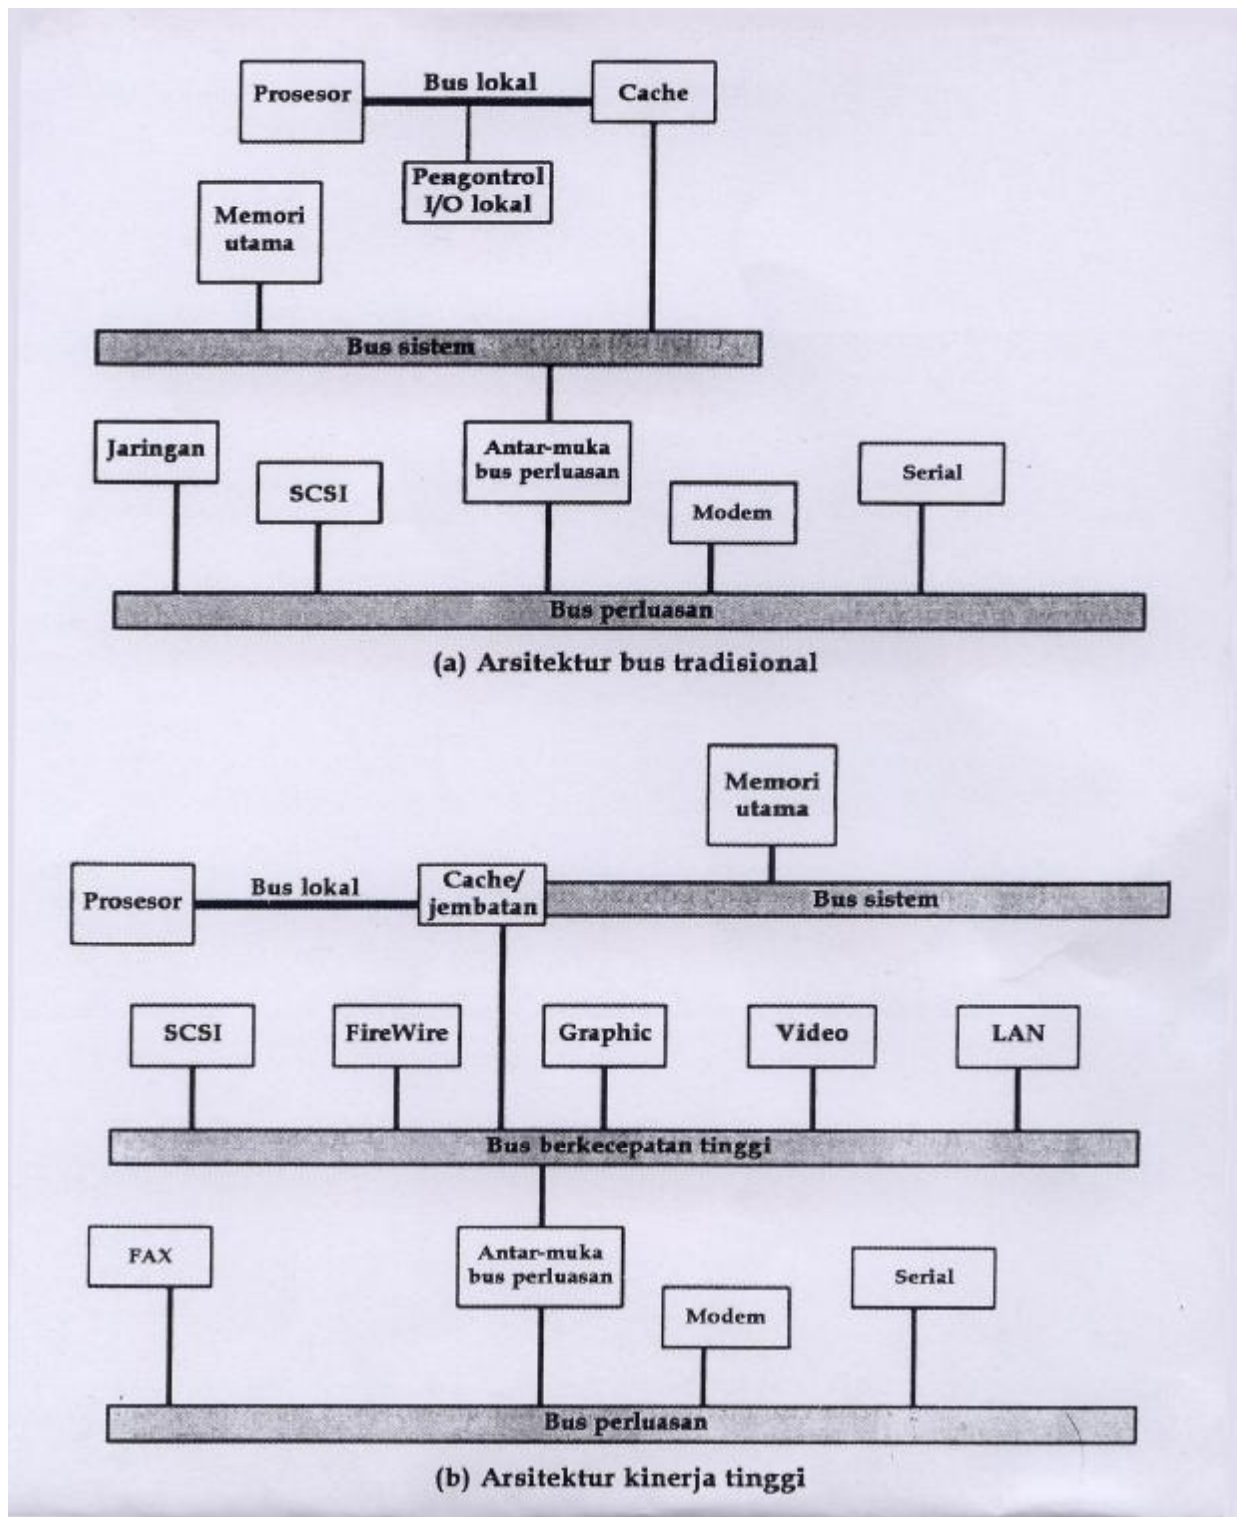 Prosesor
Bus lokal
Cache
Pengontrol
I/O lokal
Memori
utama
Bus sistem
Jaringan
SCSI
Antar-muka
bus perluasan
Modem
Serial
Bus perluasan
(a) Arsitektur bus tradisional
Memori
utama
Prosesor
Bus lokal
Cache/
jembatan
Bus sistem
SCSI
FireWire
Graphic
Video
LAN
Bus berkecepatan tinggi
FAX
Antar-muka
bus perluasan
Modem
Serial
Bus perluasan
(b) Arsitektur kinerja tinggi